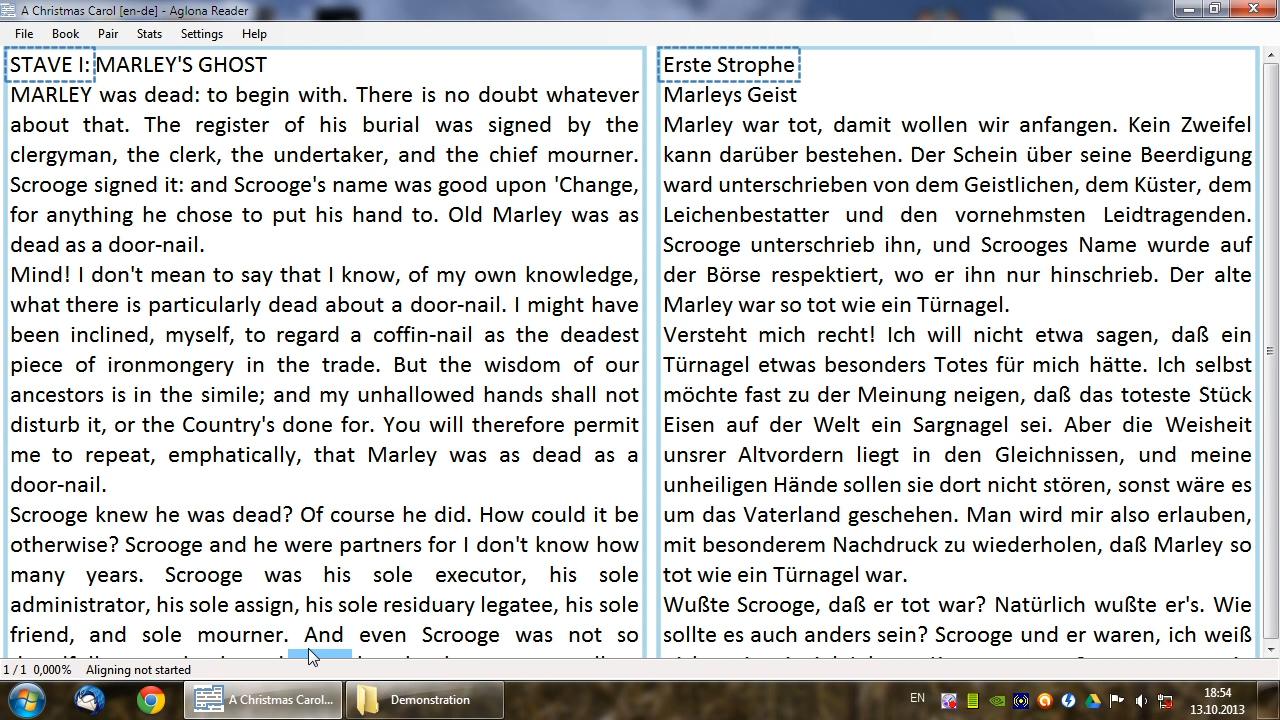 A Christmas Carol [en-de] - Aglona Reader
File Book Pair Stats Settings Help
STAVE I: MARLEY'S GHOST
MARLEY was dead: to begin with. There is no doubt whatever
about that. The register of his burial was signed by the
clergyman, the clerk, the undertaker, and the chief mourner.
Scrooge signed it: and Scrooge's name was good upon 'Change,
for anything he chose to put his hand to. Old Marley was as
dead as a door-nail.
Mind! I don't mean to say that I know, of my own knowledge,
what there is particularly dead about a door-nail. I might have
been inclined, myself, to regard a coffin-nail as the deadest
piece of ironmongery in the trade. But the wisdom of our
ancestors is in the simile; and my unhallowed hands shall not
disturb it, or the Country's done for. You will therefore permit
me to repeat, emphatically, that Marley was as dead as a
door-nail.
Scrooge knew he was dead? Of course he did. How could it be
otherwise? Scrooge and he were partners for I don't know how
many years. Scrooge was his sole executor, his sole
administrator, his sole assign, his sole residuary legatee, his sole
friend, and sole mourner. And even Scrooge was not so
Erste Strophe
Marleys Geist
Marley war tot, damit wollen wir anfangen. Kein Zweifel
kann darüber bestehen. Der Schein über seine Beerdigung
ward unterschrieben von dem Geistlichen, dem Küster, dem
Leichenbestatter und den vornehmsten Leidtragenden.
Scrooge unterschrieb ihn, und Scrooges Name wurde auf
der Börse respektiert, wo er ihn nur hinschrieb. Der alte
Marley war so tot wie ein Türnagel.
Versteht mich recht! Ich will nicht etwa sagen, daß ein
Türnagel etwas besonders Totes für mich hätte. Ich selbst
möchte fast zu der Meinung neigen, daß das toteste Stück
Eisen auf der Welt ein Sargnagel sei. Aber die Weisheit
unsrer Altvordern liegt in den Gleichnissen, und meine
unheiligen Hände sollen sie dort nicht stören, sonst wäre es
um das Vaterland geschehen. Man wird mir also erlauben,
mit besonderem Nachdruck zu wiederholen, daß Marley so
tot wie ein Türnagel war.
Wußte Scrooge, daß er tot war? Natürlich wußte er's. Wie
sollte es auch anders sein? Scrooge und er waren, ich weiß
1 / 1 0,000% Aligning not started
A Christmas Carol... Demonstration EN 18:54
13.10.2013